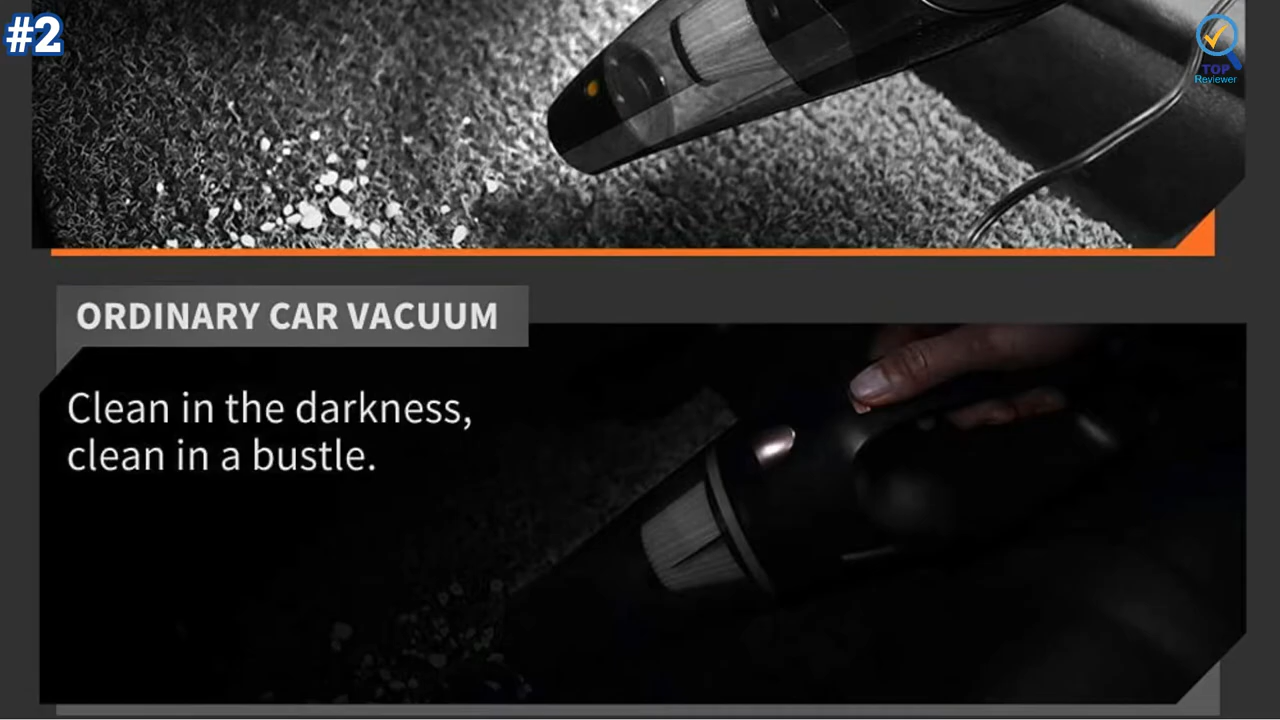 #2
TOP
Reviewer
ORDINARY CAR VACUUM
Clean in the darkness,
clean in a bustle.